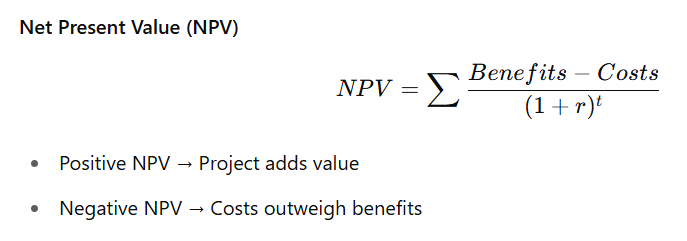 Net Present Value (NPV)
NPV = ∑ Benefits − Costs / (1 + r)^t
• Positive NPV → Project adds value
• Negative NPV → Costs outweigh benefits